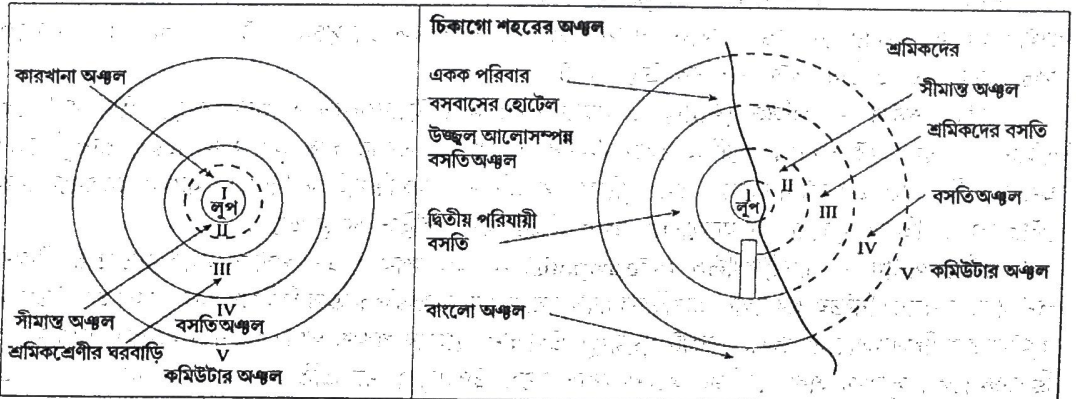 কারখানা অঞ্চল
I
লুপ
II
III
IV
সীমান্ত অঞ্চল
বসতি অঞ্চল
শ্রমিকশ্রেণীর ঘরবাড়ি
V
কমিউটার অঞ্চল
চিকাগো শহরের অঞ্চল
একক পরিবার
বসবাসের হোটেল
উজ্জ্বল আলোসম্পন্ন
বসতি অঞ্চল
দ্বিতীয় পরিযায়ী
বসতি
বাংলো অঞ্চল
শ্রমিকদের
সীমান্ত অঞ্চল
শ্রমিকদের বসতি
I
লুপ
II
III
বসতি অঞ্চল
IV
V
কমিউটার অঞ্চল